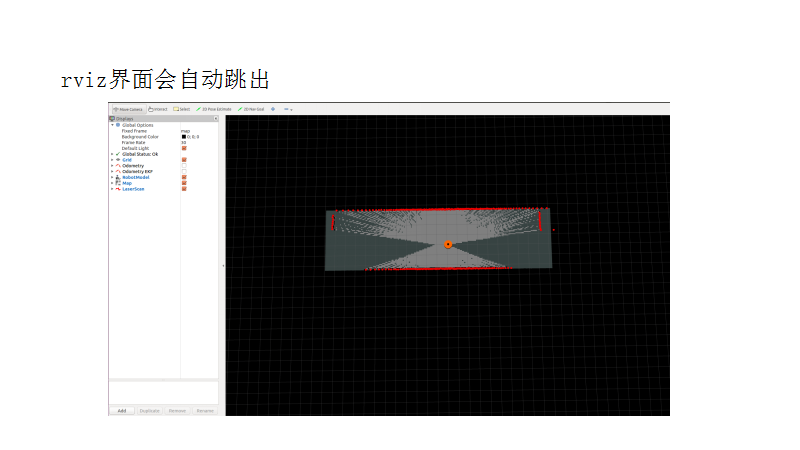 rviz界面会自动跳出
Move Camera Interact Select 2D Pose Estimate 2D Nav Goal
Displays
Global Options
Fixed Frame map
Background Color 0; 0; 0
Frame Rate 30
Default Light
Global Status: Ok
Grid
Odometry
Odometry EKF
RobotModel
Map
LaserScan
Add Duplicate Remove Rename